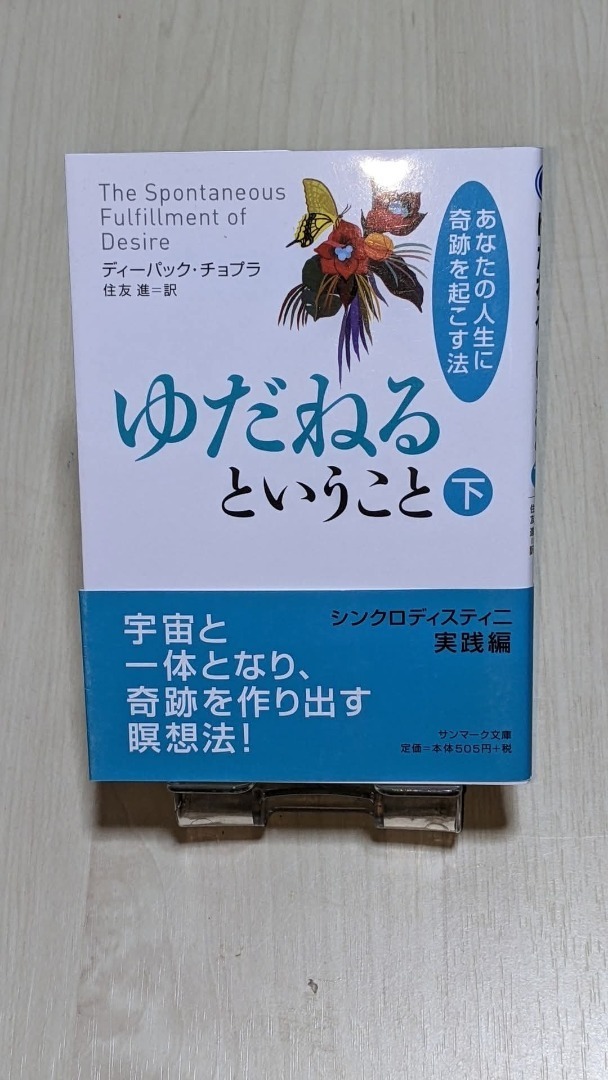 The Spontaneous
Fulfillment of
Desire
ディーパック・チョプラ
住友 進=訳
あなたの人生に
奇跡を起こす法
ゆだねる
ということ 下
宇宙と
一体となり、
奇跡を作り出す
瞑想法!
シンクロディスティニ
実践編
サンマーク文庫
定価=本体505円+税
住友 進=訳